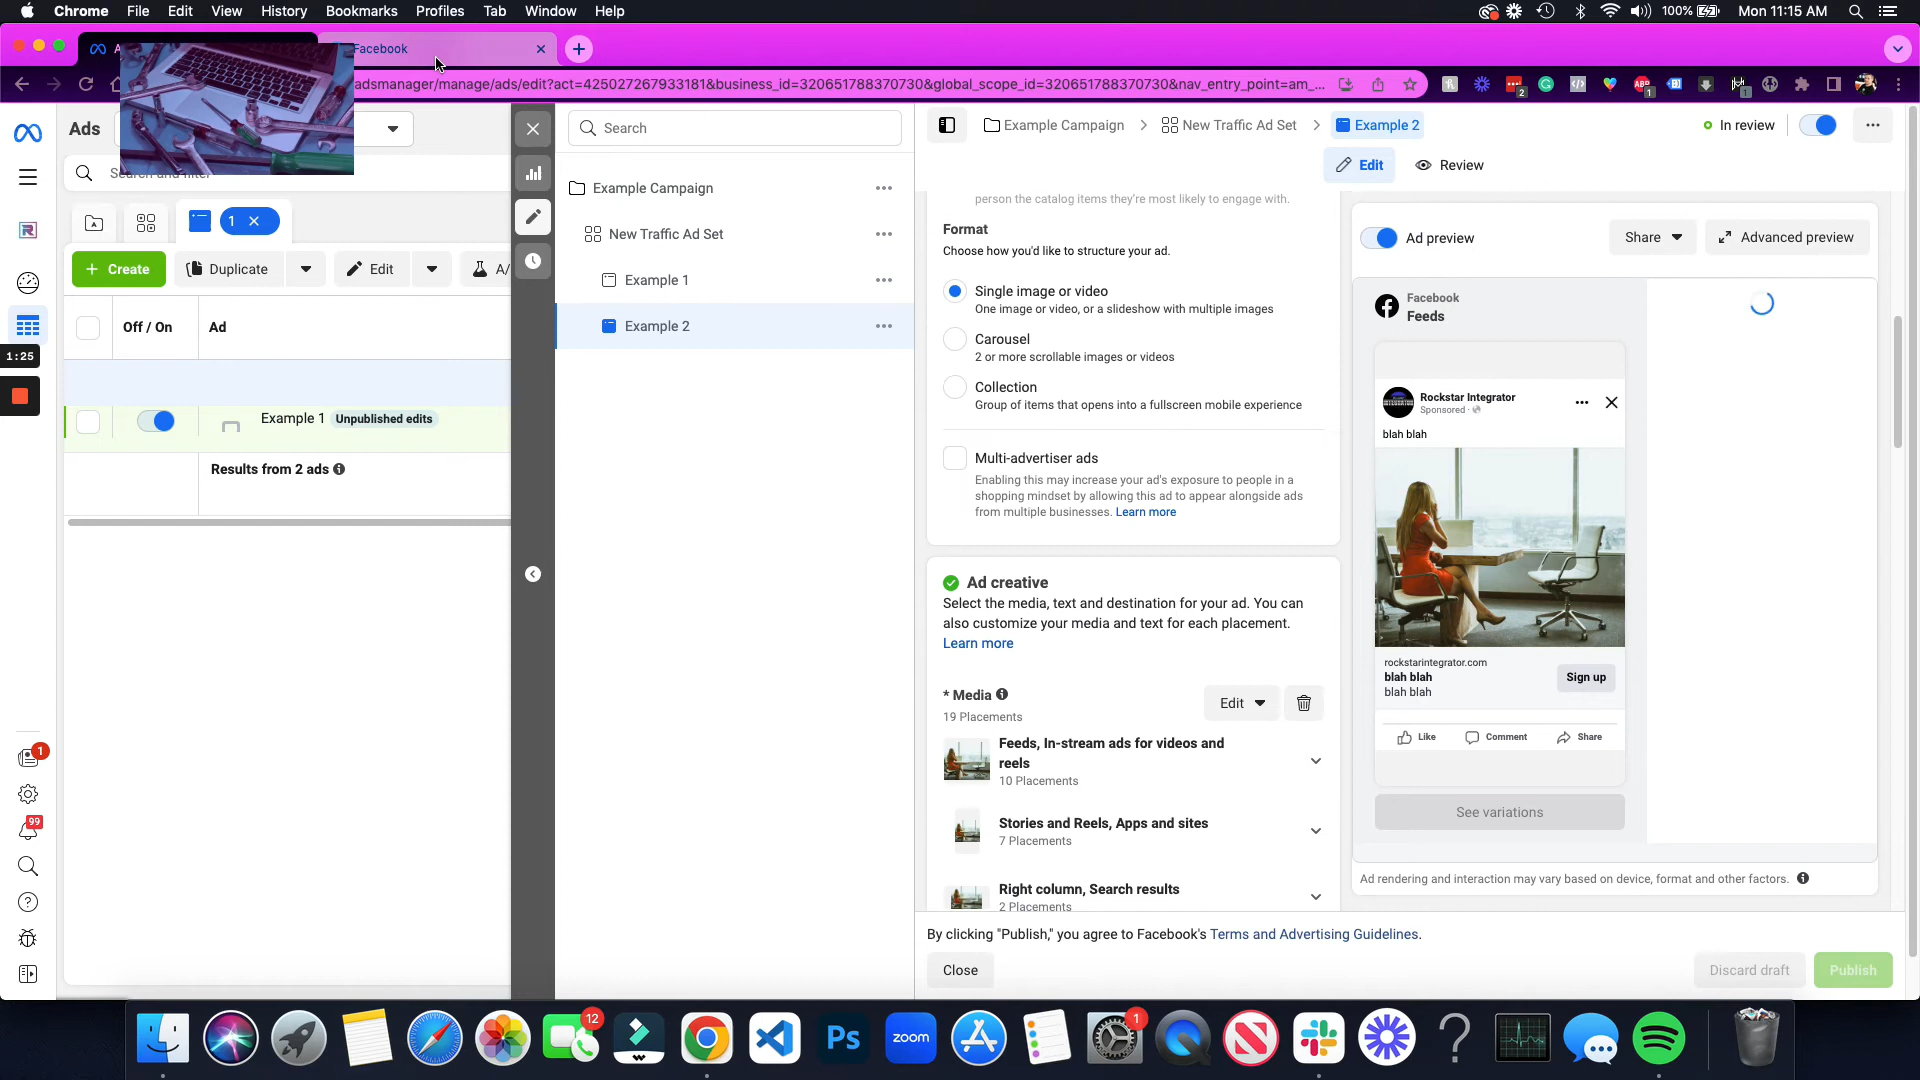 Chrome File Edit View History Bookmarks Profiles Tab Window Help
100% Mon 11:15 AM
Facebook
adsmanager/manage/ads/edit?act=425027267933181&business_id=320651788370730&global_scope_id=320651788370730&nav_entry_point=am_...
2
1
1
Ads
Search and filter
1
Create
Duplicate
Edit
A/
Off / On
Ad
1:25
Example 1 Unpublished edits
Results from 2 ads
1
99
Search
Example Campaign
New Traffic Ad Set
Example 1
Example 2
Example Campaign
New Traffic Ad Set
Example 2
In review
Edit
Review
person the catalog items they're most likely to engage with.
Format
Choose how you'd like to structure your ad.
Single image or video
One image or video, or a slideshow with multiple images
Carousel
2 or more scrollable images or videos
Collection
Group of items that opens into a fullscreen mobile experience
Multi-advertiser ads
Enabling this may increase your ad's exposure to people in a
shopping mindset by allowing this ad to appear alongside ads
from multiple businesses. Learn more
Ad creative
Select the media, text and destination for your ad. You can
also customize your media and text for each placement.
Learn more
* Media
19 Placements
Edit
Feeds, In-stream ads for videos and
reels
10 Placements
Stories and Reels, Apps and sites
7 Placements
Right column, Search results
2 Placements
Ad preview
Share
Advanced preview
Facebook
Feeds
Rockstar Integrator
Sponsored ·
blah blah
rockstarintegrator.com
blah blah
blah blah
Sign up
Like
Comment
Share
See variations
Ad rendering and interaction may vary based on device, format and other factors.
By clicking "Publish," you agree to Facebook's Terms and Advertising Guidelines.
Close
Discard draft
Publish
12
Ps
zoom
1